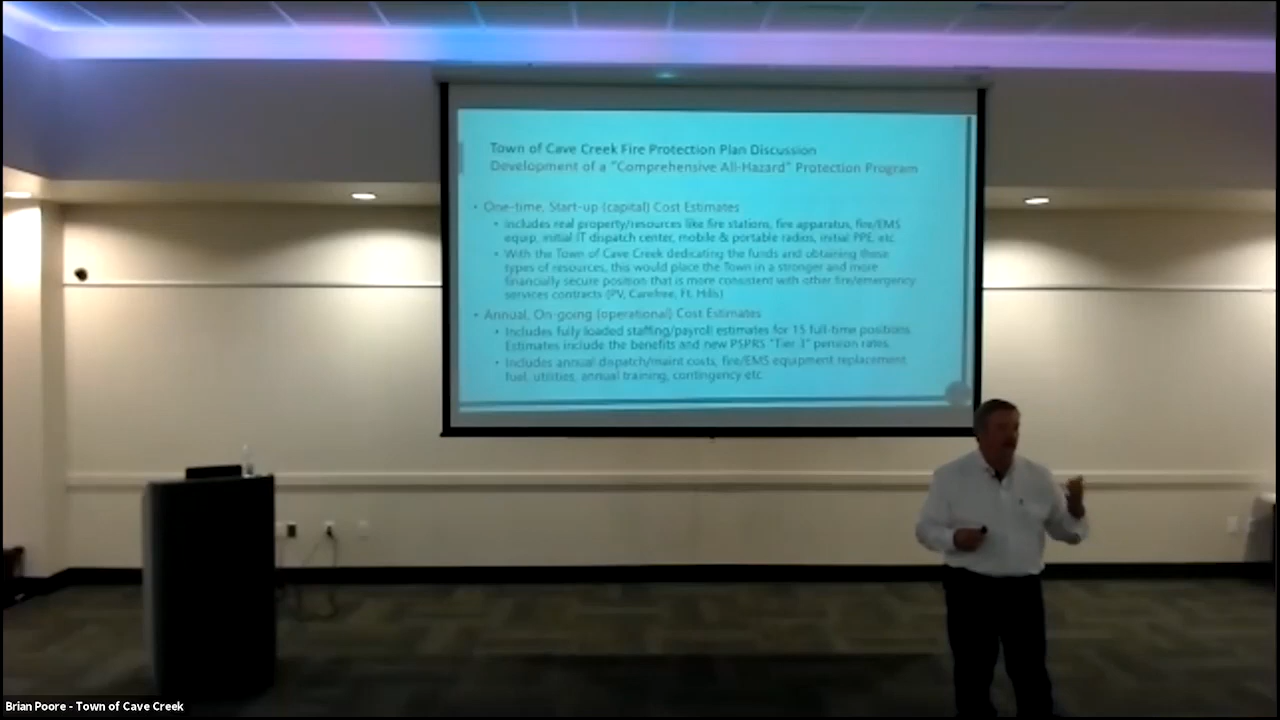 Town of Cave Creek Fire Protection Plan Discussion
Development of a "Comprehensive All-Hazard" Protection Program
• One-time, Start-up (capital) Cost Estimates
• Includes real property/resources like fire stations, fire apparatus, fire/EMS
equip, initial IT dispatch center, mobile & portable radios, initial PPE, etc
• With the Town of Cave Creek dedicating the funds and obtaining these
types of resources, this would place the Town in a stronger and more
financially secure position that is more consistent with other fire/emergency
services contracts (PV, Carefree, Ft. Hills)
• Annual, On-going (operational) Cost Estimates
• Includes fully loaded staffing/payroll estimates for 15 full-time positions.
Estimates include the benefits and new PSPRS "Tier 3" pension rates.
• Includes annual dispatch/maint costs, fire/EMS equipment replacement,
fuel, utilities, annual training, contingency etc
Brian Poore - Town of Cave Creek